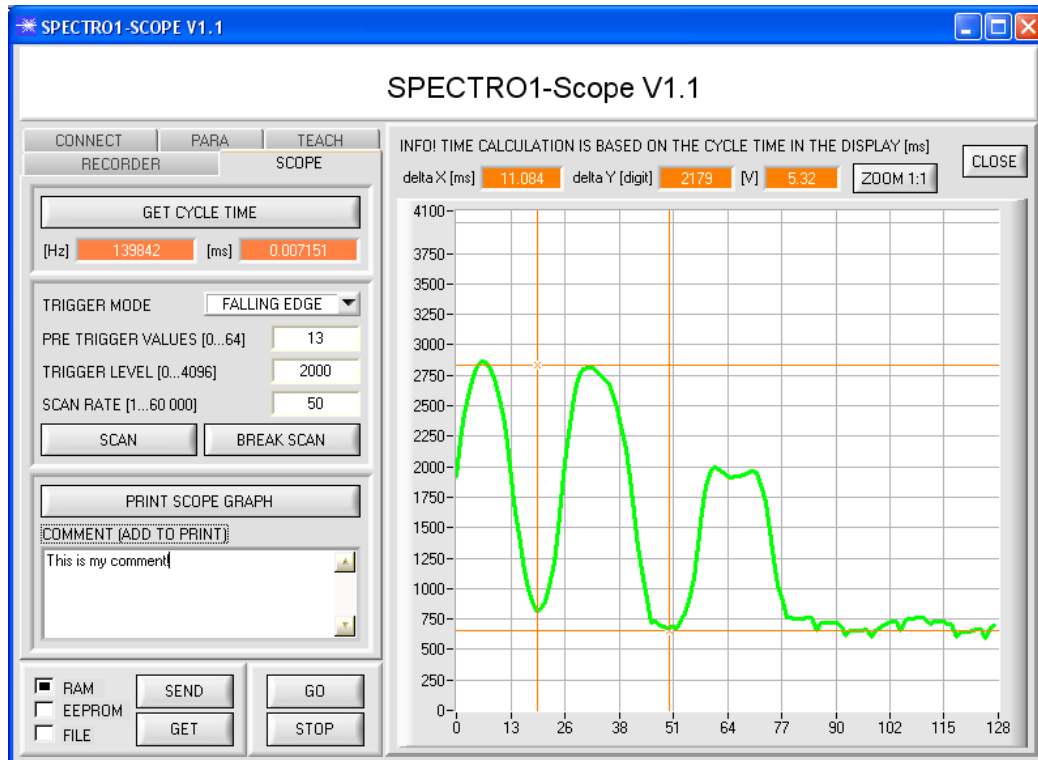 SPECTRO1-SCOPE V1.1
SPECTRO1-Scope V1.1
CONNECT PARA TEACH
RECORDER SCOPE
GET CYCLE TIME
[Hz] 139842 [ms] 0.007151
TRIGGER MODE FALLING EDGE
PRE TRIGGER VALUES [0...64] 13
TRIGGER LEVEL [0...4096] 2000
SCAN RATE [1...60 000] 50
SCAN BREAK SCAN
PRINT SCOPE GRAPH
COMMENT (ADD TO PRINT)
This is my comment!
RAM
EEPROM
FILE
SEND
GET
GO
STOP
INFO! TIME CALCULATION IS BASED ON THE CYCLE TIME IN THE DISPLAY [ms]
CLOSE
delta X [ms] 11.084 delta Y [digit] 2179 [V] 5.32 ZOOM 1:1
4100
3750
3500
3250
3000
2750
2500
2250
2000
1750
1500
1250
1000
750
500
250
0
0 13 26 38 51 64 77 90 102 115 128